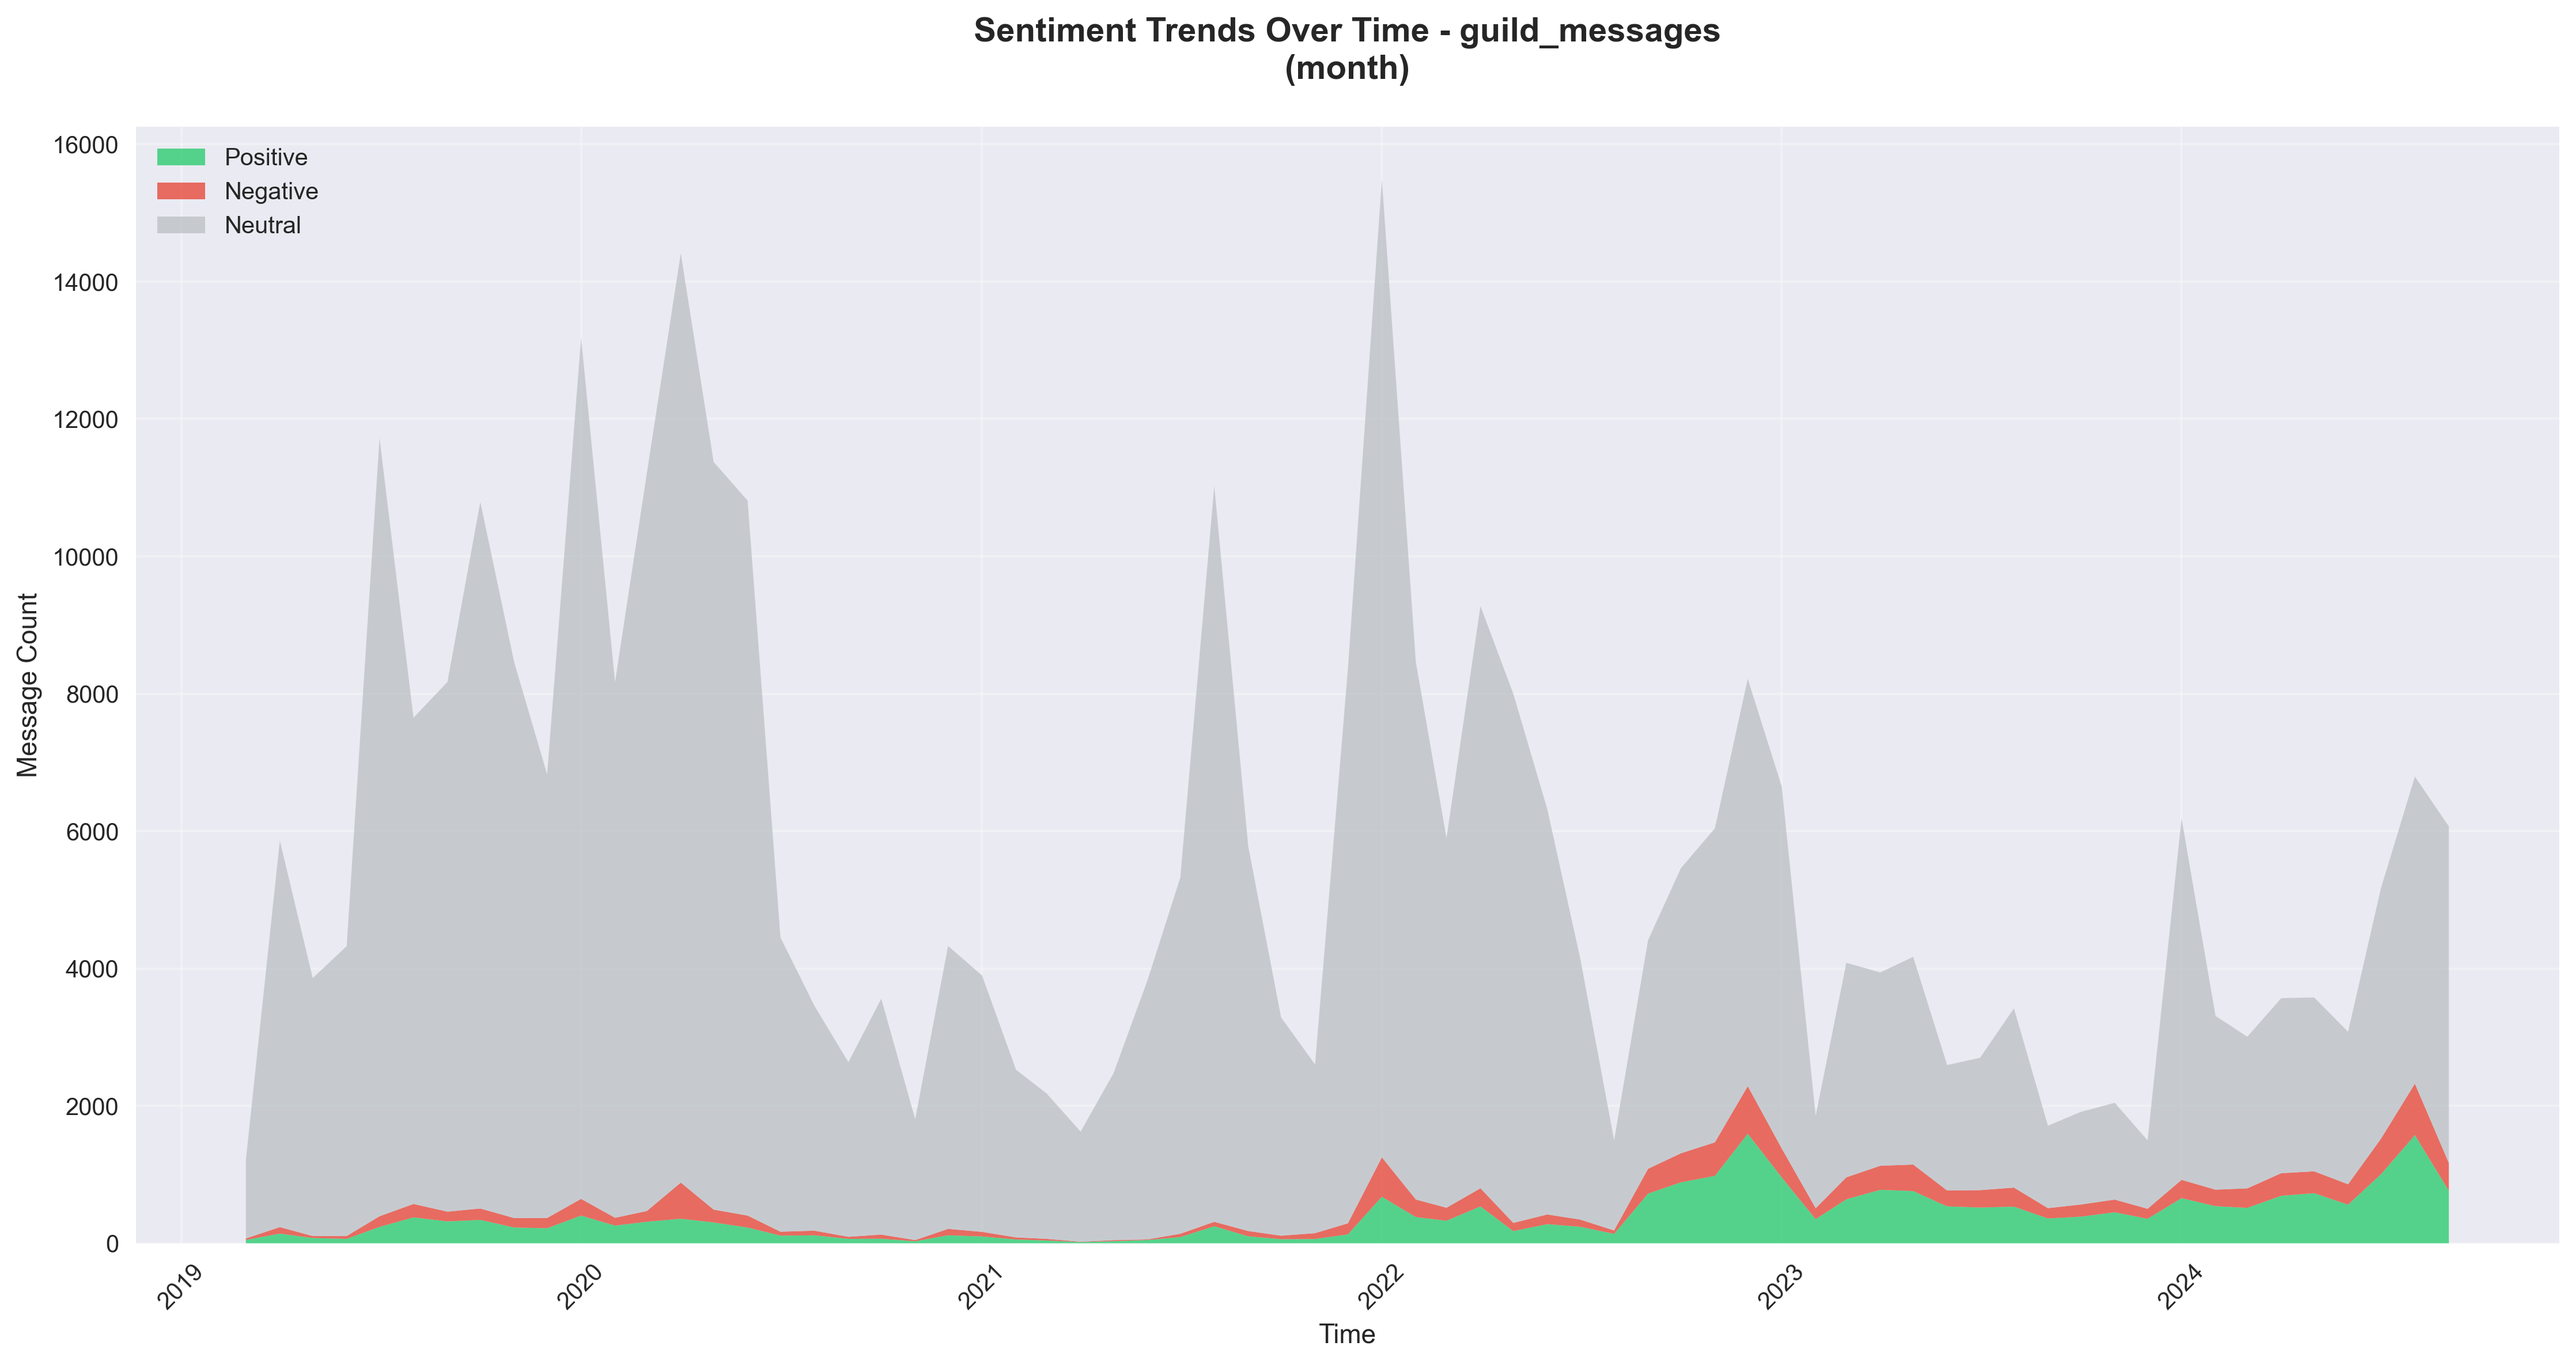 Sentiment Trends Over Time - guild_messages
(month)
Positive
Negative
Neutral
16000
14000
12000
10000
8000
6000
4000
2000
0
Message Count
2019
2020
2021
2022
2023
2024
Time